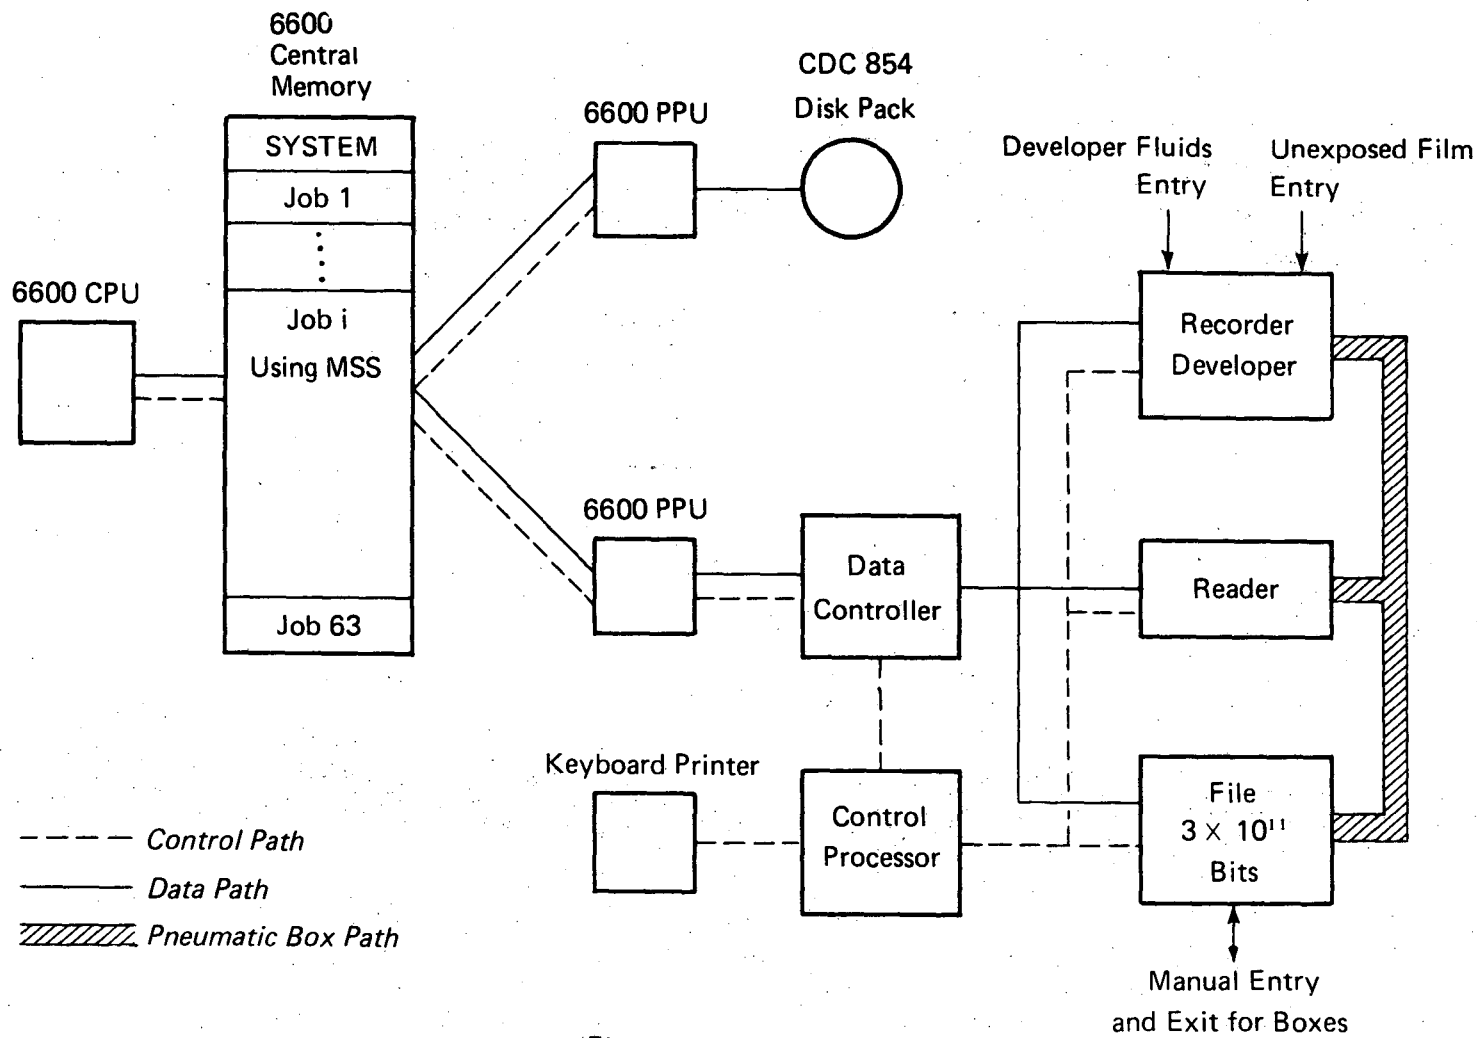 6600
Central
Memory
SYSTEM
Job 1
Job i
Using MSS
Job 63
6600 CPU
6600 PPU
CDC 854
Disk Pack
6600 PPU
Data
Controller
Keyboard Printer
Control
Processor
Developer Fluids
Entry
Unexposed Film
Entry
Recorder
Developer
Reader
File
3 × 10¹¹
Bits
Manual Entry
and Exit for Boxes
Control Path
Data Path
Pneumatic Box Path